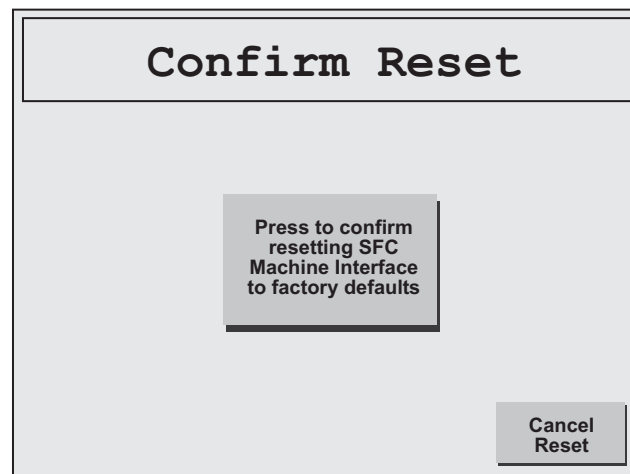 Confirm Reset
Press to confirm
resetting SFC
Machine Interface
to factory defaults
Cancel
Reset